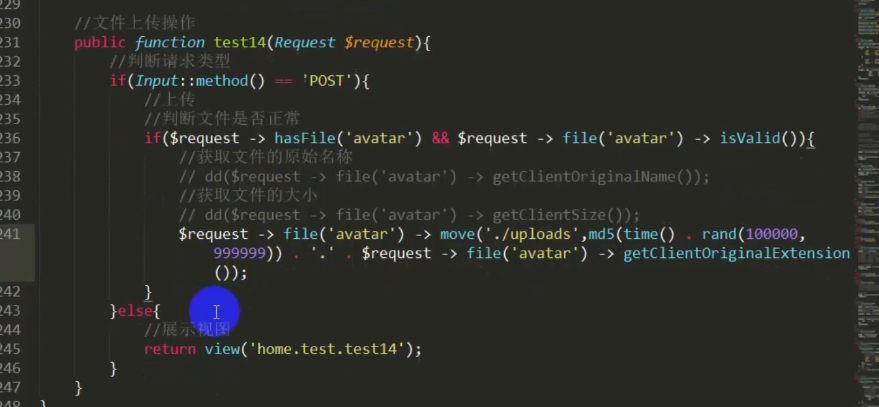 229
230 //文件上传操作
231 public function test14(Request $request){
232 //判断请求类型
233 if(Input::method() == 'POST'){
234 //上传
235 //判断文件是否正常
236 if($request -> hasFile('avatar') && $request -> file('avatar') -> isValid()){
237 //获取文件的原始名称
238 // dd($request -> file('avatar') -> getClientOriginalName());
239 //获取文件的大小
240 // dd($request -> file('avatar') -> getClientSize());
241 $request -> file('avatar') -> move('./uploads',md5(time() . rand(100000,
999999)) . '.' . $request -> file('avatar') -> getClientOriginalExtension
());
242 }
243 }else{
244 //展示视图
245 return view('home.test.test14');
246 }
247 }
248 }